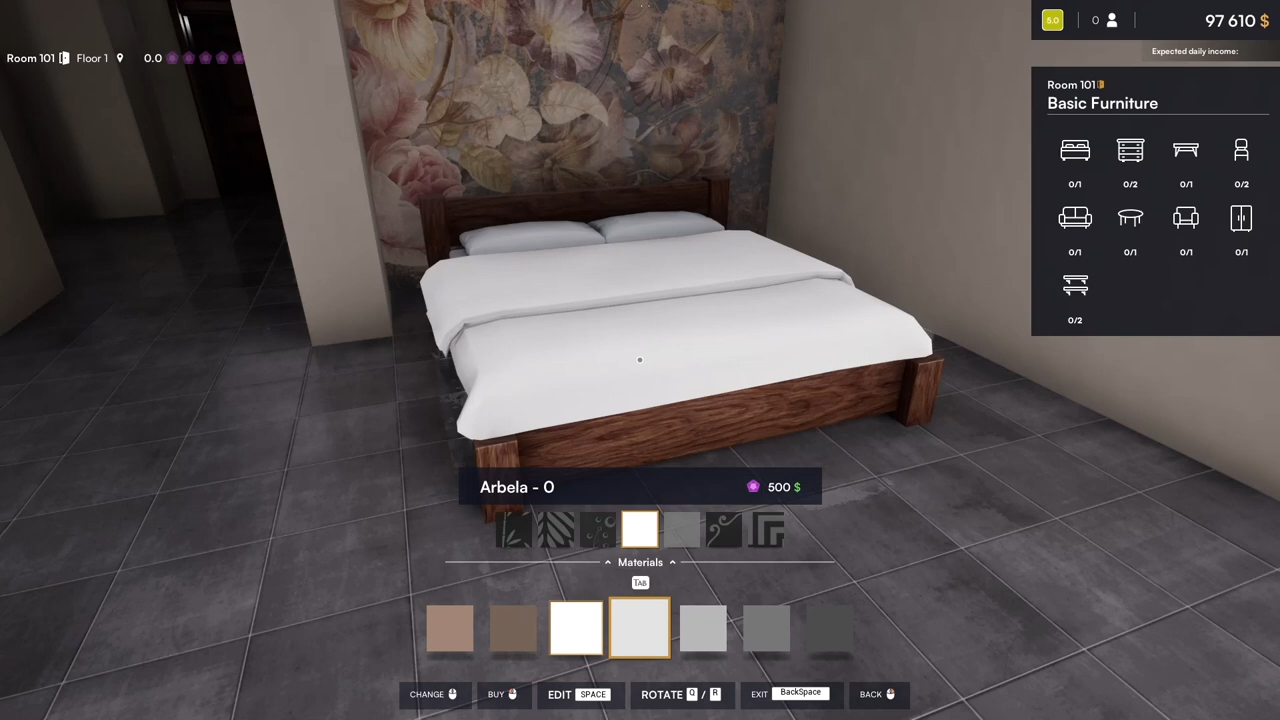 5.0 0 97 610 $
Expected daily income:
Room 101 Floor 1 0.0
Room 101
Basic Furniture
0/1 0/2 0/1 0/2
0/1 0/1 0/1 0/1
0/2
Arbela - 0 500 $
Materials
TAB
CHANGE BUY EDIT SPACE ROTATE Q / R EXIT BackSpace BACK